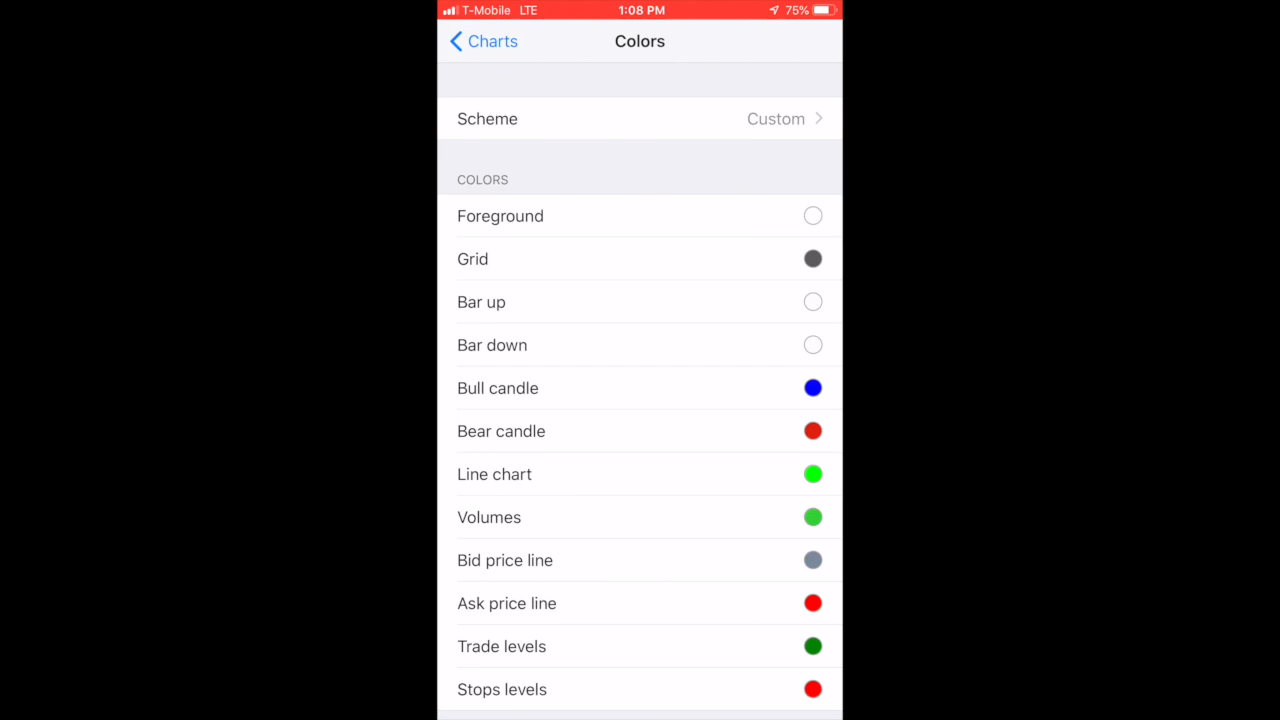 T-Mobile LTE 1:08 PM 75%
Charts Colors
Scheme Custom
COLORS
Foreground
Grid
Bar up
Bar down
Bull candle
Bear candle
Line chart
Volumes
Bid price line
Ask price line
Trade levels
Stops levels